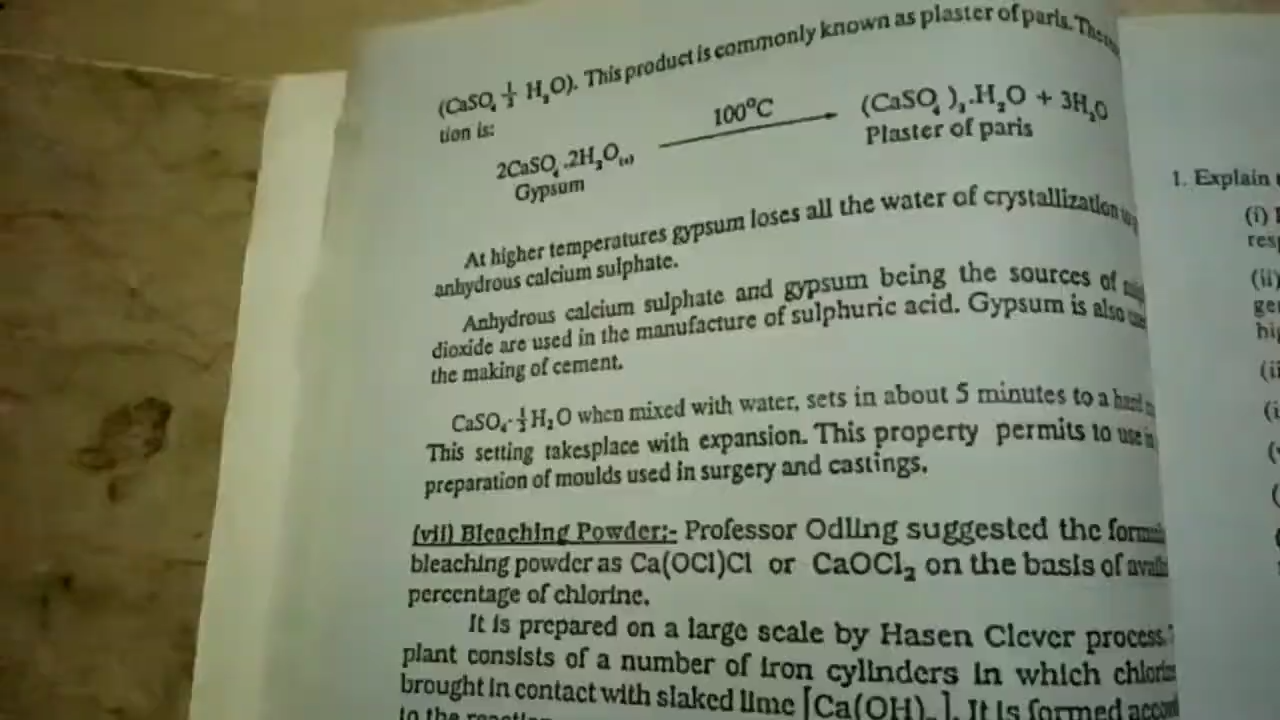 (CaSO₄ ½ H₂O). This product is commonly known as plaster of paris.
tion is:
2CaSO₄.2H₂O₍ₛ₎ 100°C (CaSO₄)₂.H₂O + 3H₂O
Gypsum Plaster of paris
At higher temperatures gypsum loses all the water of crystallization
anhydrous calcium sulphate.
Anhydrous calcium sulphate and gypsum being the sources of
dioxide are used in the manufacture of sulphuric acid. Gypsum is also
the making of cement.
CaSO₄.½H₂O when mixed with water, sets in about 5 minutes to a hard
This setting takesplace with expansion. This property permits to use in
preparation of moulds used in surgery and castings.
(vii) Bleaching Powder:- Professor Odling suggested the
bleaching powder as Ca(OCl)Cl or CaOCl₂ on the basis of
percentage of chlorine.
It is prepared on a large scale by Hasen Clever process.
plant consists of a number of iron cylinders in which
brought in contact with slaked lime [Ca(OH)₂]. It is formed
to the
1. Explain
(i)
(ii)